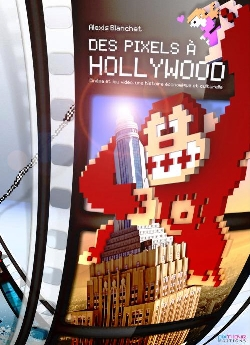 Alexis Blanchet
DES PIXELS À
HOLLYWOOD
Cinéma et jeu vidéo, une histoire économique et culturelle